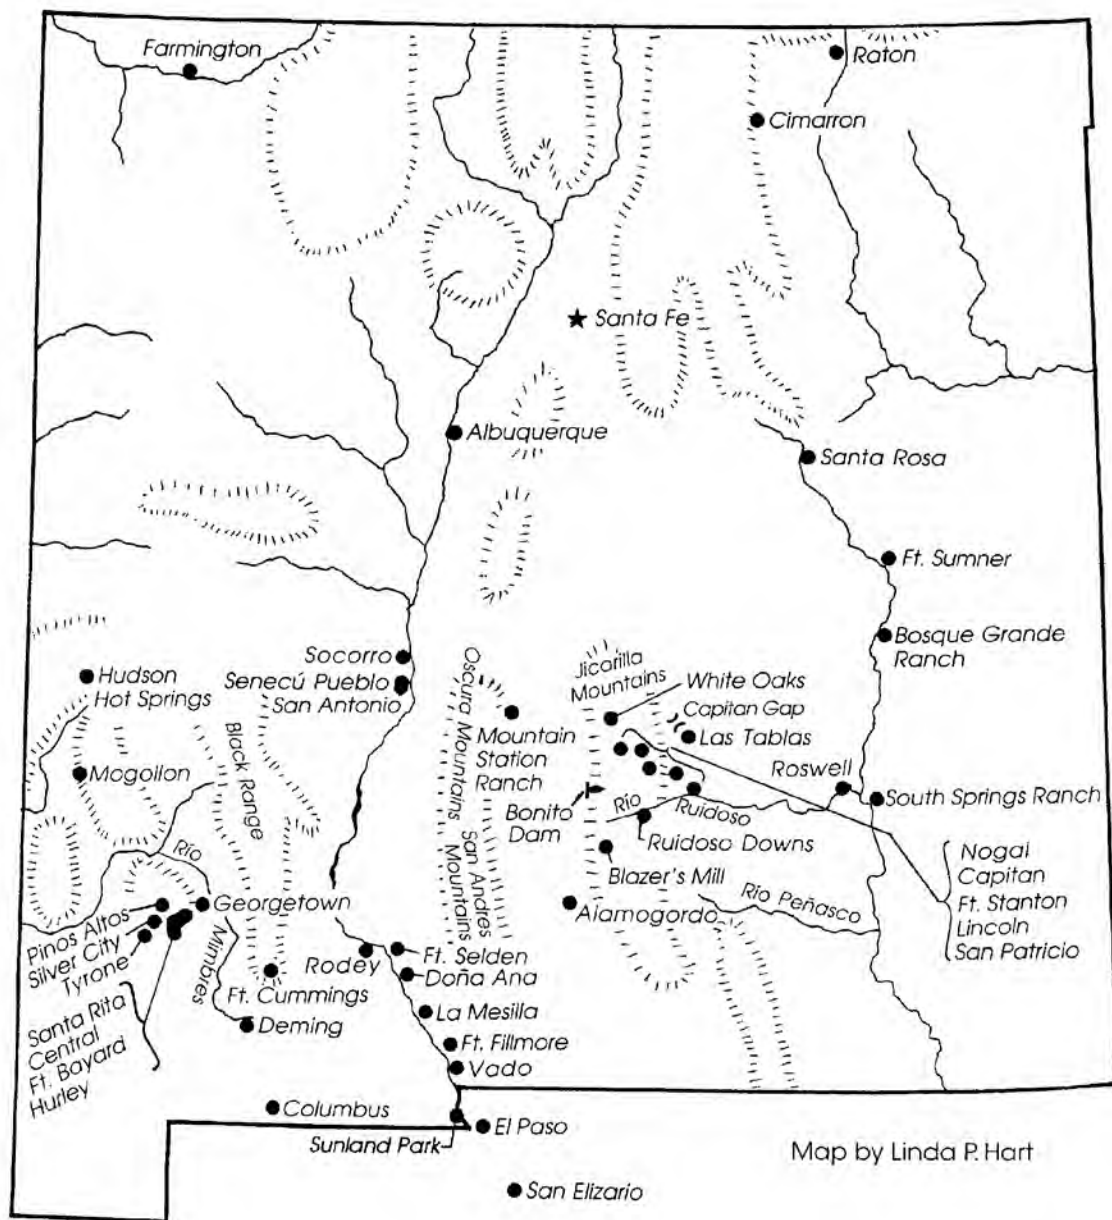 Farmington
Raton
Cimarron
Santa Fe
Albuquerque
Santa Rosa
Ft. Sumner
Bosque Grande
Ranch
Socorro
Senecú Pueblo
San Antonio
Hudson
Hot Springs
Mogollon
Black Range
Oscura Mountains
San Andres
Mountains
Mountain
Station
Ranch
Jicarilla
Mountains
White Oaks
Capitan Gap
Las Tablas
Roswell
South Springs Ranch
Bonito
Dam
Río
Ruidoso
Ruidoso Downs
Blazer's Mill
Nogal
Capitan
Ft. Stanton
Lincoln
San Patricio
Alamogordo
Río Peñasco
Río
Mimbres
Georgetown
Pinos Altos
Silver City
Tyrone
Santa Rita
Central
Ft. Bayard
Hurley
Ft. Cummings
Deming
Rodey
Ft. Selden
Doña Ana
La Mesilla
Ft. Fillmore
Vado
Columbus
Sunland Park
El Paso
San Elizario
Map by Linda P. Hart